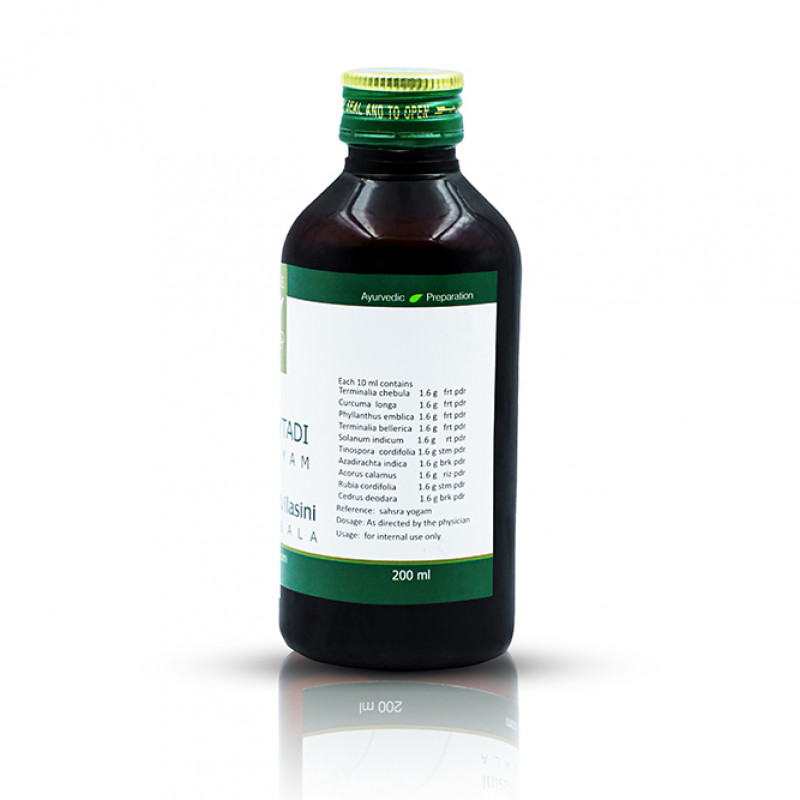 SEAL AND TO OPEN
Ayurvedic Preparation
TADI
YAM
ilasini
BALA
Each 10 ml contains
Terminalia chebula 1.6 g frt pdr
Curcuma longa 1.6 g frt pdr
Phyllanthus emblica 1.6 g frt pdr
Terminalia bellerica 1.6 g frt pdr
Solanum indicum 1.6 g rt pdr
Tinospora cordifolia 1.6 g stm pdr
Azadirachta indica 1.6 g brk pdr
Acorus calamus 1.6 g riz pdr
Rubia cordifolia 1.6 g stm pdr
Cedrus deodara 1.6 g brk pdr
Reference: sahsra yogam
Dosage: As directed by the physician
Usage: for internal use only
200 ml